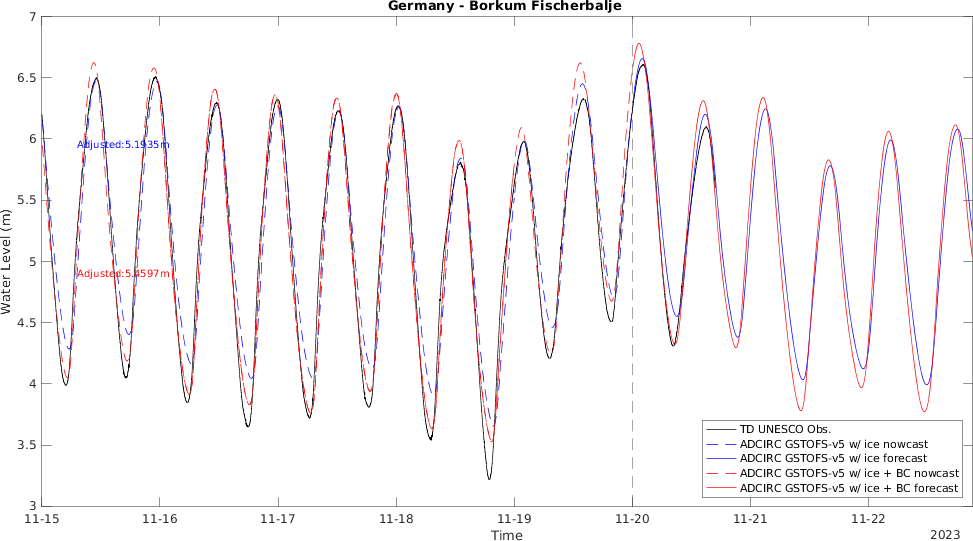 Germany - Borkum Fischerbalje
7
6.5
6
5.5
5
4.5
4
3.5
3
Water Level (m)
Adjusted:5.1935m
Adjusted:5.4597m
TD UNESCO Obs.
ADCIRC GSTOFS-v5 w/ ice nowcast
ADCIRC GSTOFS-v5 w/ ice forecast
ADCIRC GSTOFS-v5 w/ ice + BC nowcast
ADCIRC GSTOFS-v5 w/ ice + BC forecast
11-15 11-16 11-17 11-18 11-19 11-20 11-21 11-22
Time
2023